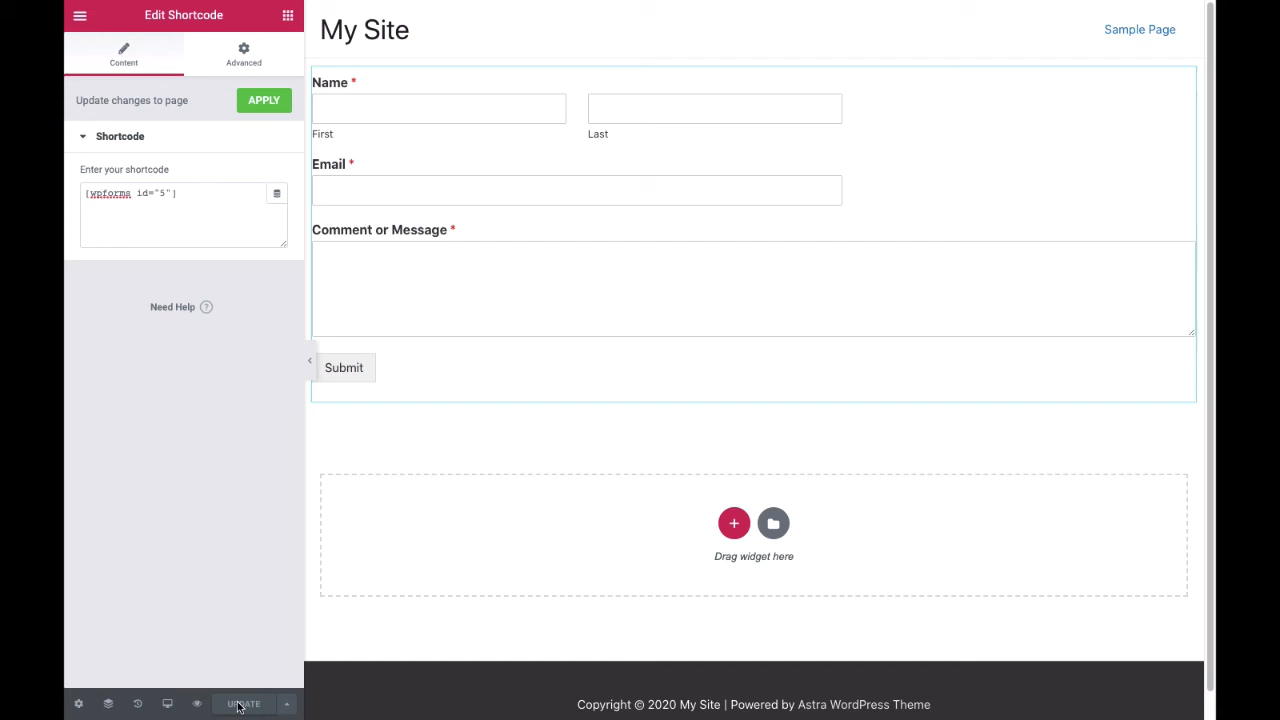 Edit Shortcode
Content
Advanced
Update changes to page
APPLY
Shortcode
Enter your shortcode
[wpforms id="5"]
Need Help ?
UPDATE
My Site
Sample Page
Name *
First
Last
Email *
Comment or Message *
Submit
Drag widget here
Copyright © 2020 My Site | Powered by Astra WordPress Theme